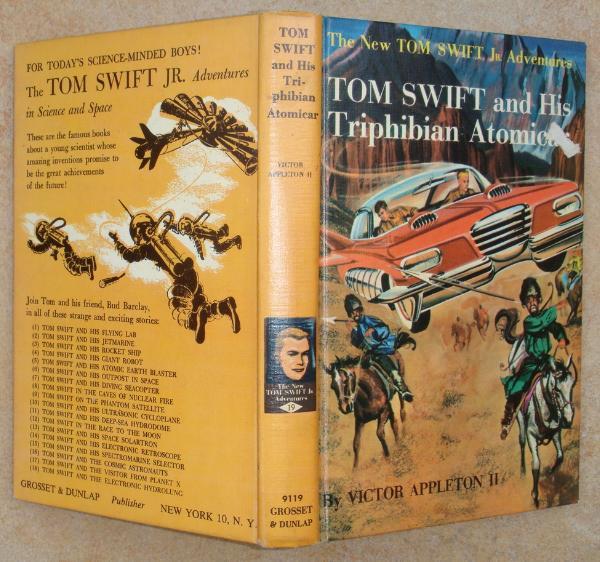 FOR TODAY'S SCIENCE-MINDED BOYS!
The TOM SWIFT JR. Adventures
in Science and Space
These are the famous books
about a young scientist whose
amazing inventions promise to
be the great achievements
of the future!
Join Tom and his friend, Bud Barclay,
in all of these strange and exciting stories:
(1) TOM SWIFT AND HIS FLYING LAB
(2) TOM SWIFT AND HIS JETMARINE
(3) TOM SWIFT AND HIS ROCKET SHIP
(4) TOM SWIFT AND HIS GIANT ROBOT
(5) TOM SWIFT AND HIS ATOMIC EARTH BLASTER
(6) TOM SWIFT AND HIS OUTPOST IN SPACE
(7) TOM SWIFT AND HIS DIVING SEACOPTER
(8) TOM SWIFT IN THE CAVES OF NUCLEAR FIRE
(9) TOM SWIFT ON THE PHANTOM SATELLITE
(10) TOM SWIFT AND HIS ULTRASONIC CYCLOPLANE
(11) TOM SWIFT AND HIS DEEP-SEA HYDRODOME
(12) TOM SWIFT IN THE RACE TO THE MOON
(13) TOM SWIFT AND HIS SPACE SOLARTRON
(14) TOM SWIFT AND HIS ELECTRONIC RETROSCOPE
(15) TOM SWIFT AND HIS SPECTROMARINE SELECTOR
(16) TOM SWIFT AND THE COSMIC ASTRONAUTS
(17) TOM SWIFT AND THE VISITOR FROM PLANET X
(18) TOM SWIFT AND THE ELECTRONIC HYDROLUNG
GROSSET & DUNLAP Publisher NEW YORK 10, N. Y.
TOM
SWIFT
and His
Tri-
phibian
Atomicar
VICTOR
APPLETON II
The New
TOM SWIFT Jr.
Adventures
19
9119
GROSSET
& DUNLAP
The New TOM SWIFT Jr. Adventures
TOM SWIFT and His
Triphibian Atomicar
By VICTOR APPLETON II